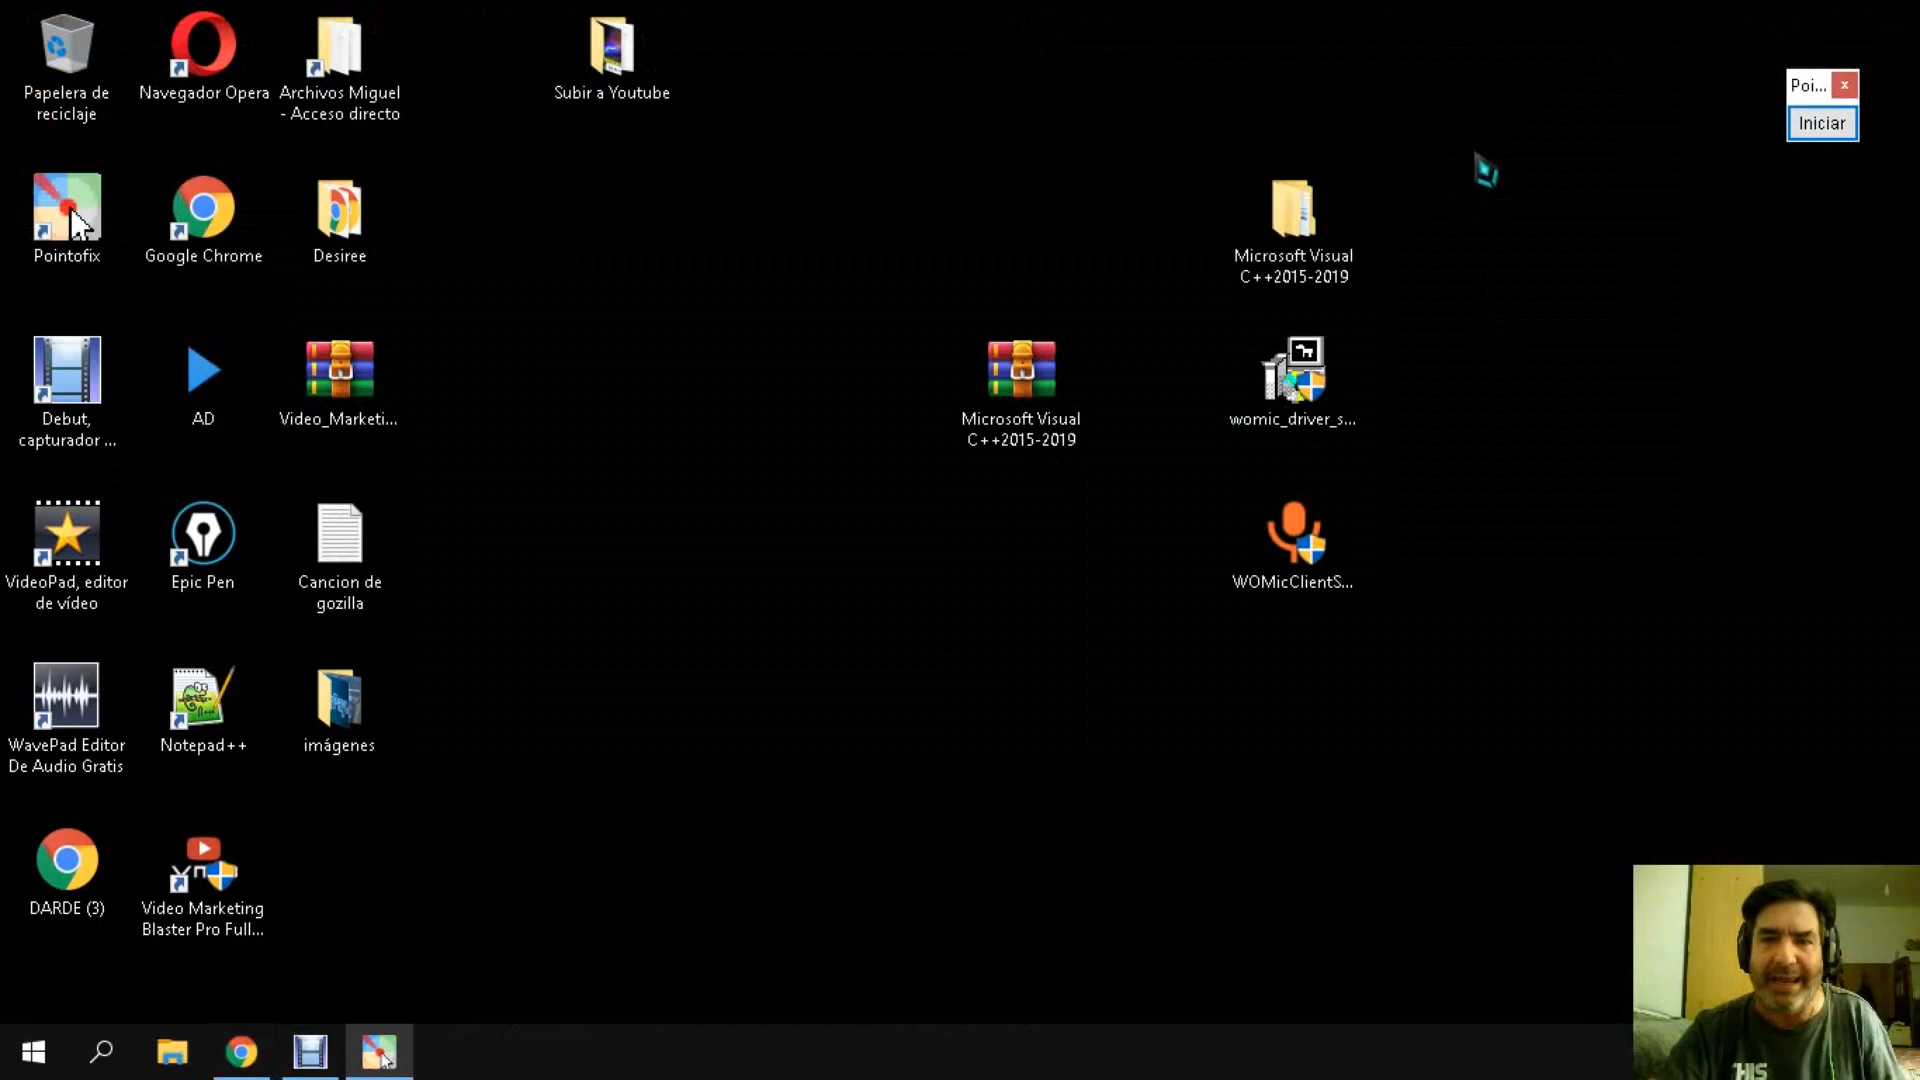 Papelera de
reciclaje
Navegador Opera
Archivos Miguel
- Acceso directo
Subir a Youtube
Poi...
Iniciar
Pointofix
Google Chrome
Desiree
Microsoft Visual
C++2015-2019
Debut,
capturador ...
AD
Video_Marketi...
Microsoft Visual
C++2015-2019
womic_driver_s...
VideoPad, editor
de vídeo
Epic Pen
Cancion de
gozilla
WOMicClientS...
WavePad Editor
De Audio Gratis
Notepad++
imágenes
DARDE (3)
Video Marketing
Blaster Pro Full...
HIS